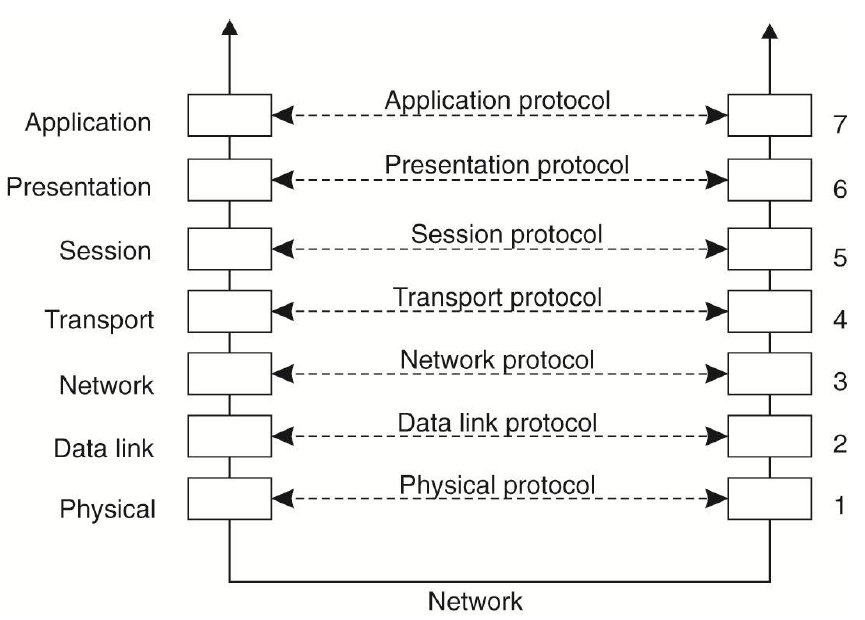 Application
Application protocol
7
Presentation
Presentation protocol
6
Session
Session protocol
5
Transport
Transport protocol
4
Network
Network protocol
3
Data link
Data link protocol
2
Physical
Physical protocol
1
Network